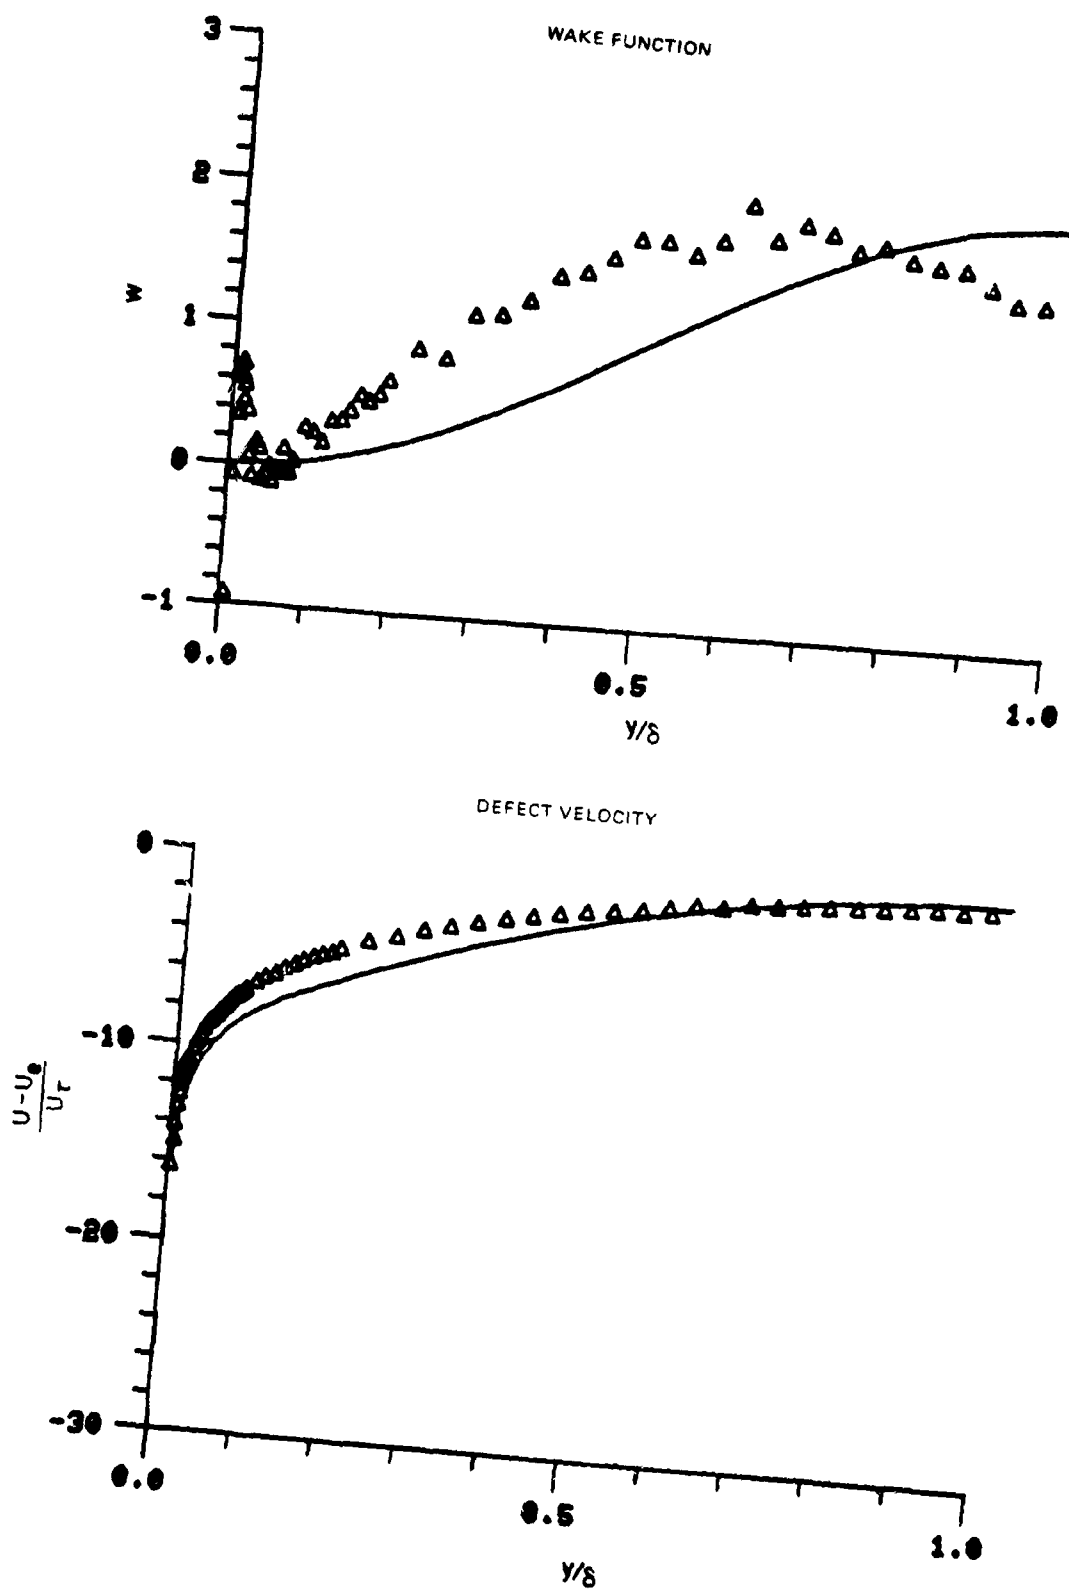 WAKE FUNCTION
3
2
1
0
-1
W
0.0
0.5
1.0
y/δ
DEFECT VELOCITY
0
-10
-20
-30
U-Ue
Uτ
0.0
0.5
1.0
y/δ